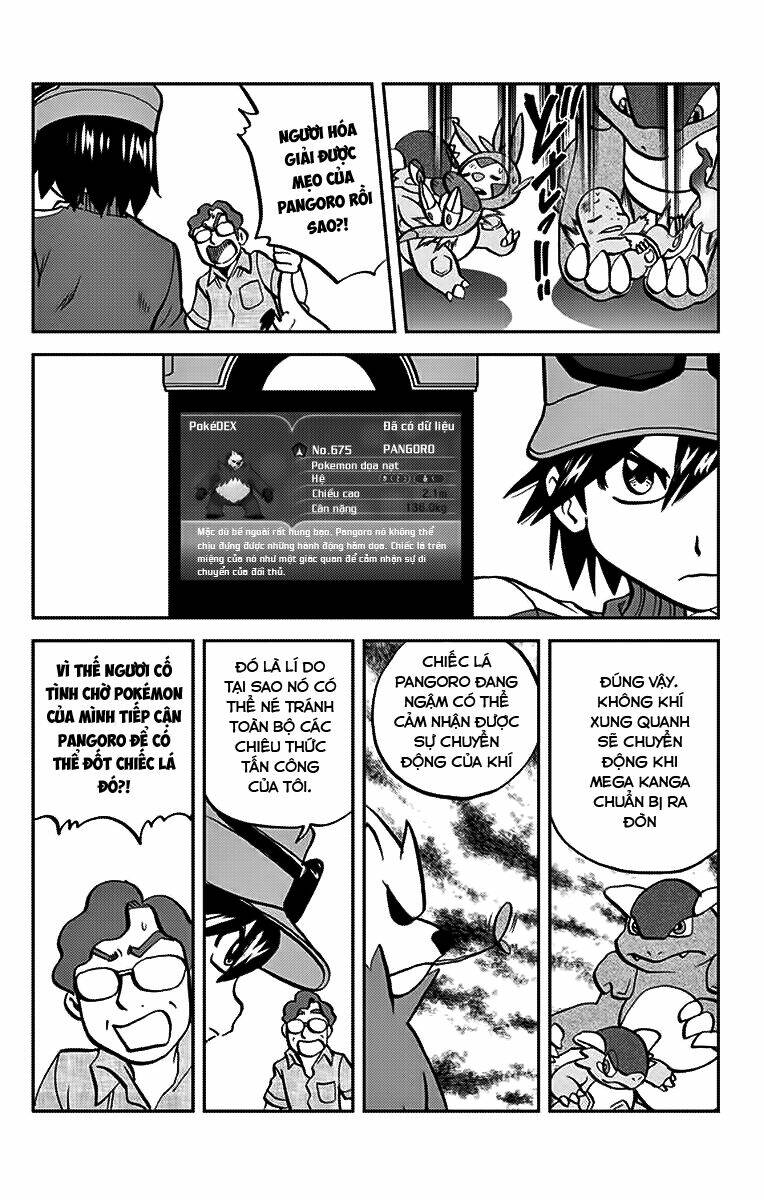 NGƯƠI HÓA
GIẢI ĐƯỢC
MẸO CỦA
PANGORO RỒI
SAO?!
PokéDEX
Đã có dữ liệu
No.675 PANGORO
Pokemon dọa nạt
Hệ
Chiều cao 2.1m
Cân nặng 136.0kg
Mặc dù bề ngoài rất hung bạo, Pangoro nó không thể
chịu đựng được những hành động hăm dọa. Chiếc lá trên
miệng của nó như một giác quan để cảm nhận sự di
chuyển của đối thủ.
ĐÚNG VẬY.
KHÔNG KHÍ
XUNG QUANH
SẼ CHUYỂN
ĐỘNG KHI
MEGA KANGA
CHUẨN BỊ RA
ĐÒN
CHIẾC LÁ
PANGORO ĐANG
NGẬM CÓ THỂ
CẢM NHẬN ĐƯỢC
SỰ CHUYỂN
ĐỘNG CỦA KHÍ
ĐÓ LÀ LÍ DO
TẠI SAO NÓ CÓ
THỂ NÉ TRÁNH
TOÀN BỘ CÁC
CHIÊU THỨC
TẤN CÔNG
CỦA TÔI.
VÌ THẾ NGƯƠI CỐ
TÌNH CHỜ POKÉMON
CỦA MÌNH TIẾP CẬN
PANGORO ĐỂ CÓ
THỂ ĐỐT CHIẾC LÁ
ĐÓ?!